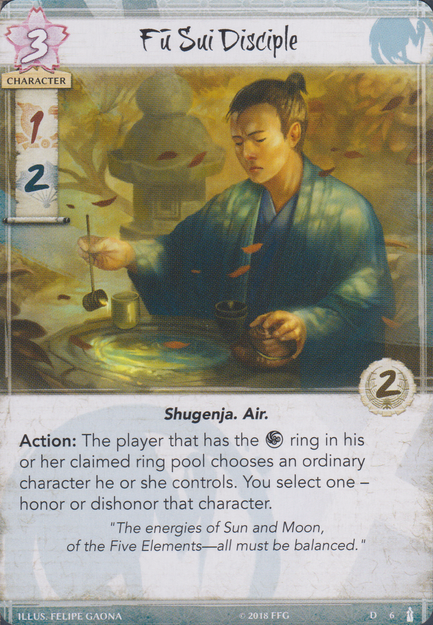 3
Fū Sui Disciple
CHARACTER
1
2
2
Shugenja. Air.
Action: The player that has the ring in his
or her claimed ring pool chooses an ordinary
character he or she controls. You select one –
honor or dishonor that character.
"The energies of Sun and Moon,
of the Five Elements—all must be balanced."
ILLUS. FELIPE GAONA © 2018 FFG D 6